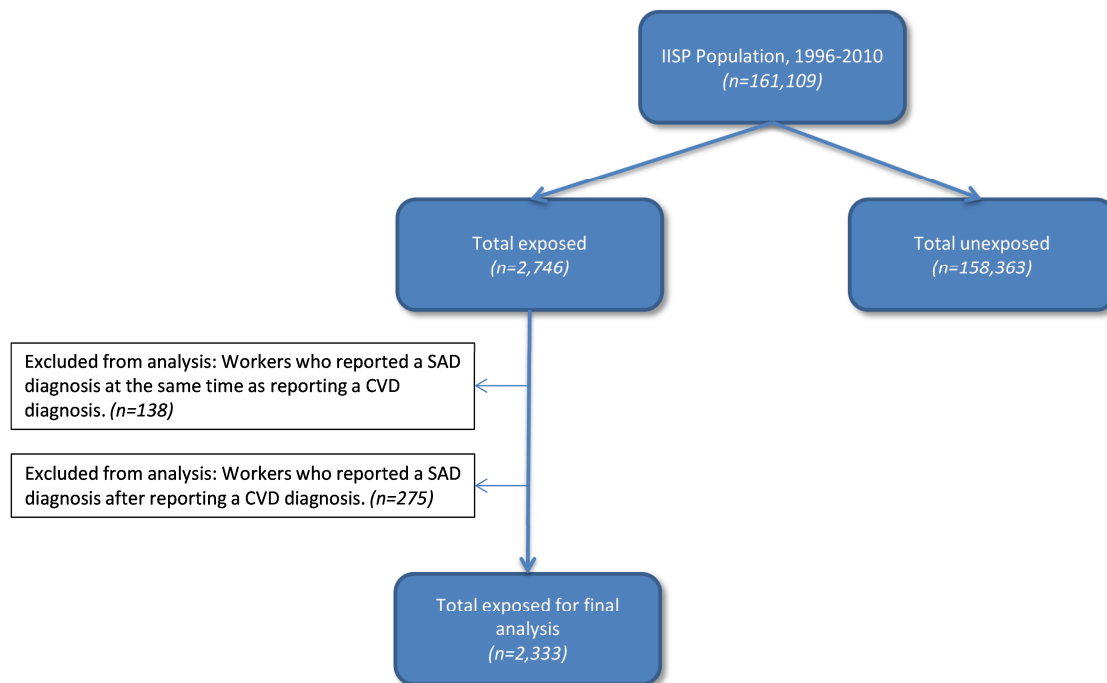 IISP Population, 1996-2010
(n=161,109)
Total exposed
(n=2,746)
Total unexposed
(n=158,363)
Excluded from analysis: Workers who reported a SAD
diagnosis at the same time as reporting a CVD
diagnosis. (n=138)
Excluded from analysis: Workers who reported a SAD
diagnosis after reporting a CVD diagnosis. (n=275)
Total exposed for final
analysis
(n=2,333)